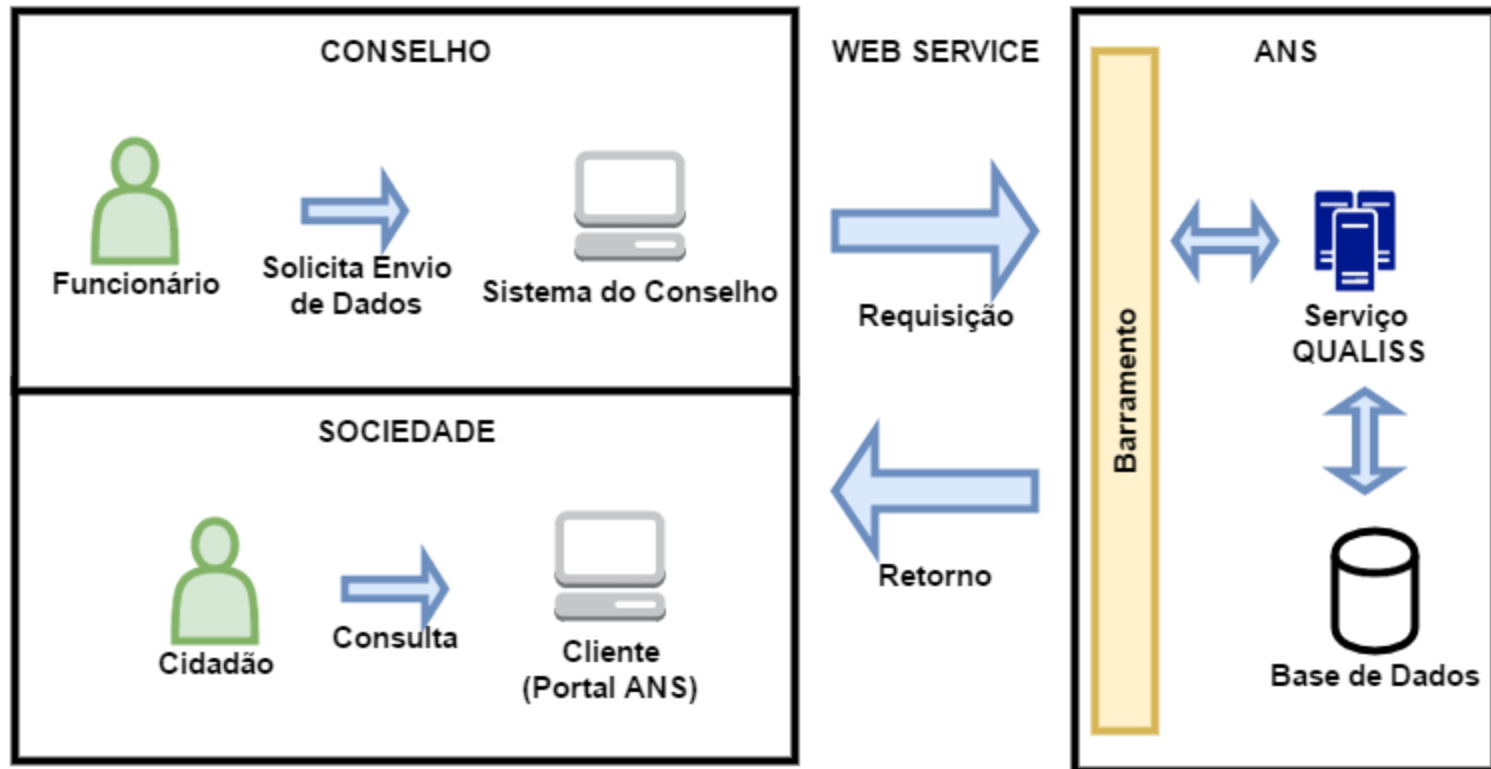 CONSELHO
Funcionário
Solicita Envio
de Dados
Sistema do Conselho
SOCIEDADE
Cidadão
Consulta
Cliente
(Portal ANS)
WEB SERVICE
Requisição
Retorno
ANS
Barramento
Serviço
QUALISS
Base de Dados